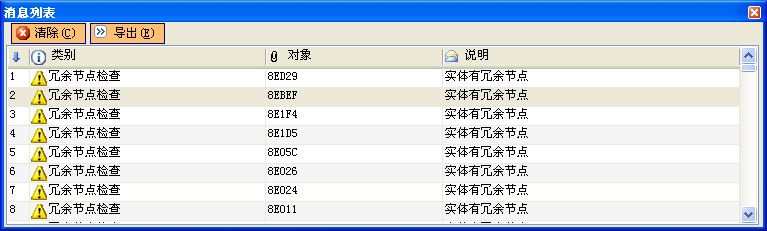 消息列表
清除(C) 导出(E)
类别 对象 说明
1 冗余节点检查 8ED29 实体有冗余节点
2 冗余节点检查 8EBEF 实体有冗余节点
3 冗余节点检查 8E1F4 实体有冗余节点
4 冗余节点检查 8E1D5 实体有冗余节点
5 冗余节点检查 8E05C 实体有冗余节点
6 冗余节点检查 8E026 实体有冗余节点
7 冗余节点检查 8E024 实体有冗余节点
8 冗余节点检查 8E011 实体有冗余节点